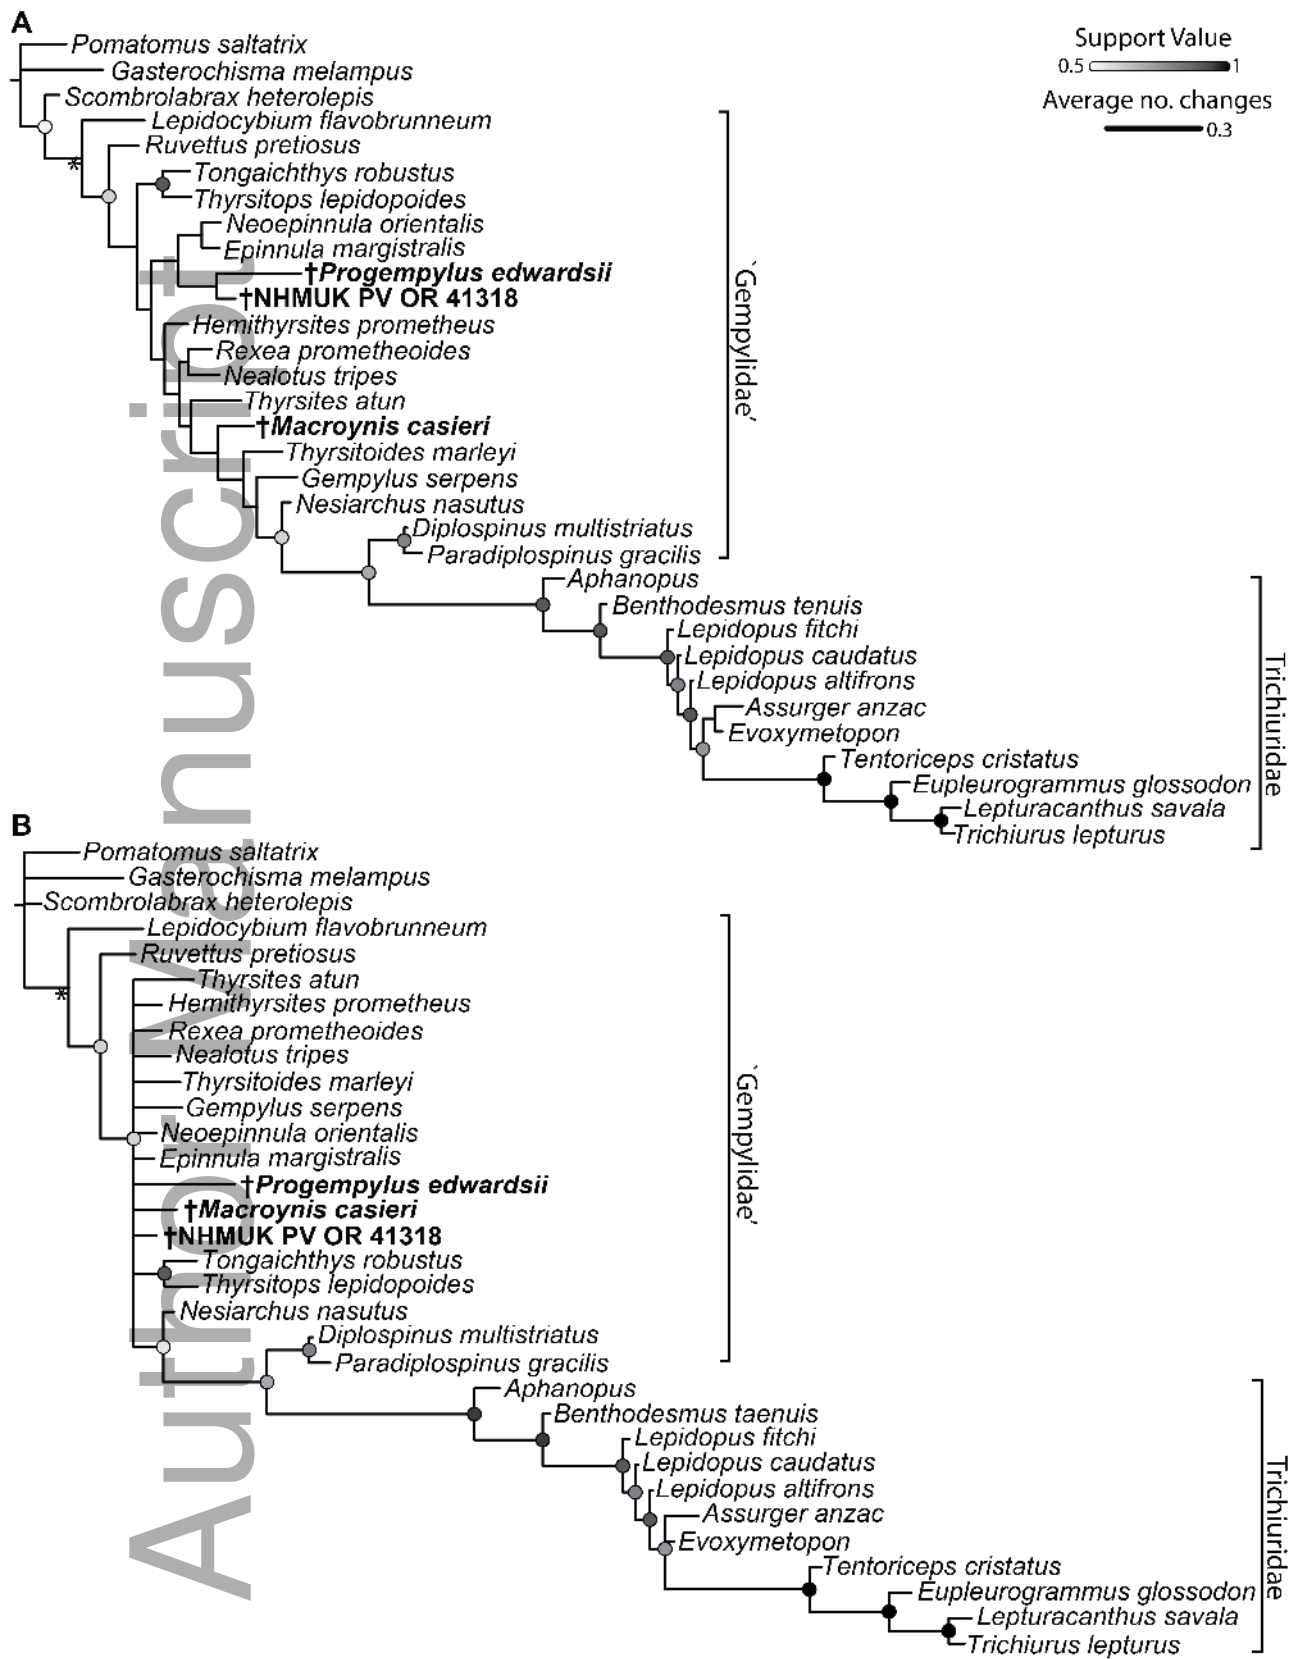 A
Pomatomus saltatrix
Gasterochisma melampus
Scombrolabrax heterolepis
Lepidocybium flavobrunneum
Ruvettus pretiosus
Tongaichthys robustus
Thyrsitops lepidopoides
Neoepinnula orientalis
Epinnula margistralis
†Progempylus edwardsii
†NHMUK PV OR 41318
Hemithyrsites prometheus
Rexea prometheoides
Nealotus tripes
Thyrsites atun
†Macroynis casieri
Thyrsitoides marleyi
Gempylus serpens
Nesiarchus nasutus
Diplospinus multistriatus
Paradiplospinus gracilis
Aphanopus
Benthodesmus tenuis
Lepidopus fitchi
Lepidopus caudatus
Lepidopus altifrons
Assurger anzac
Evoxymetopon
Tentoriceps cristatus
Eupleurogrammus glossodon
Lepturacanthus savala
Trichiurus lepturus
Support Value
0.5 1
Average no. changes
0.3
*
`Gempylidae’
Trichiuridae
B
Pomatomus saltatrix
Gasterochisma melampus
Scombrolabrax heterolepis
Lepidocybium flavobrunneum
Ruvettus pretiosus
Thyrsites atun
Hemithyrsites prometheus
Rexea prometheoides
Nealotus tripes
Thyrsitoides marleyi
Gempylus serpens
Neoepinnula orientalis
Epinnula margistralis
†Progempylus edwardsii
†Macroynis casieri
†NHMUK PV OR 41318
Tongaichthys robustus
Thyrsitops lepidopoides
Nesiarchus nasutus
Diplospinus multistriatus
Paradiplospinus gracilis
Aphanopus
Benthodesmus taenuis
Lepidopus fitchi
Lepidopus caudatus
Lepidopus altifrons
Assurger anzac
Evoxymetopon
Tentoriceps cristatus
Eupleurogrammus glossodon
Lepturacanthus savala
Trichiurus lepturus
*
`Gempylidae’
Trichiuridae
Author Manuscript